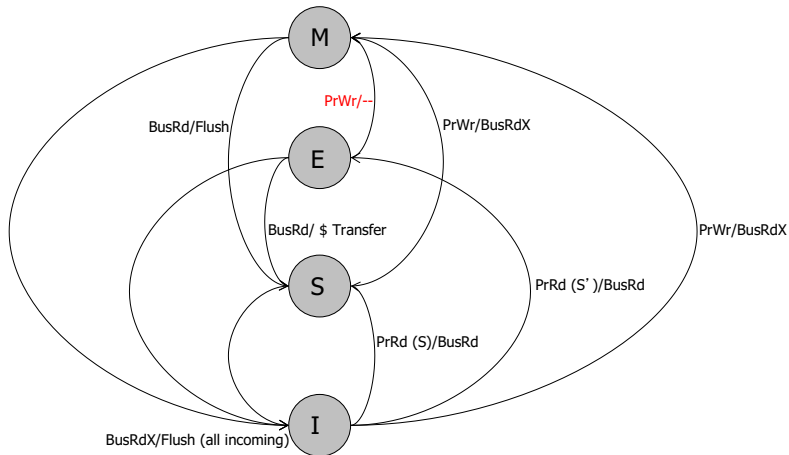 M
PrWr/--
BusRd/Flush
PrWr/BusRdX
E
BusRd/ $ Transfer
PrWr/BusRdX
S
PrRd (S’)/BusRd
PrRd (S)/BusRd
I
BusRdX/Flush (all incoming)